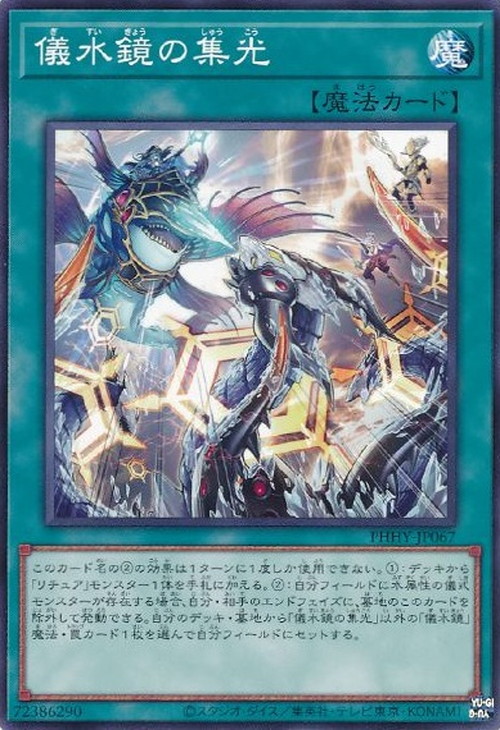 儀水鏡の集光
魔
【魔法カード】
PHHY-JP067
このカード名の②の効果は1ターンに1度しか使用できない。①:デッキから
「リチュア」モンスター1体を手札に加える。②:自分フィールドに水属性の儀式
モンスターが存在する場合、自分・相手のエンドフェイズに、墓地のこのカードを
除外して発動できる。自分のデッキ・墓地から「儀水鏡の集光」以外の「儀水鏡」
魔法・罠カード1枚を選んで自分フィールドにセットする。
72386290
©スタジオ・ダイス/集英社・テレビ東京・KONAMI